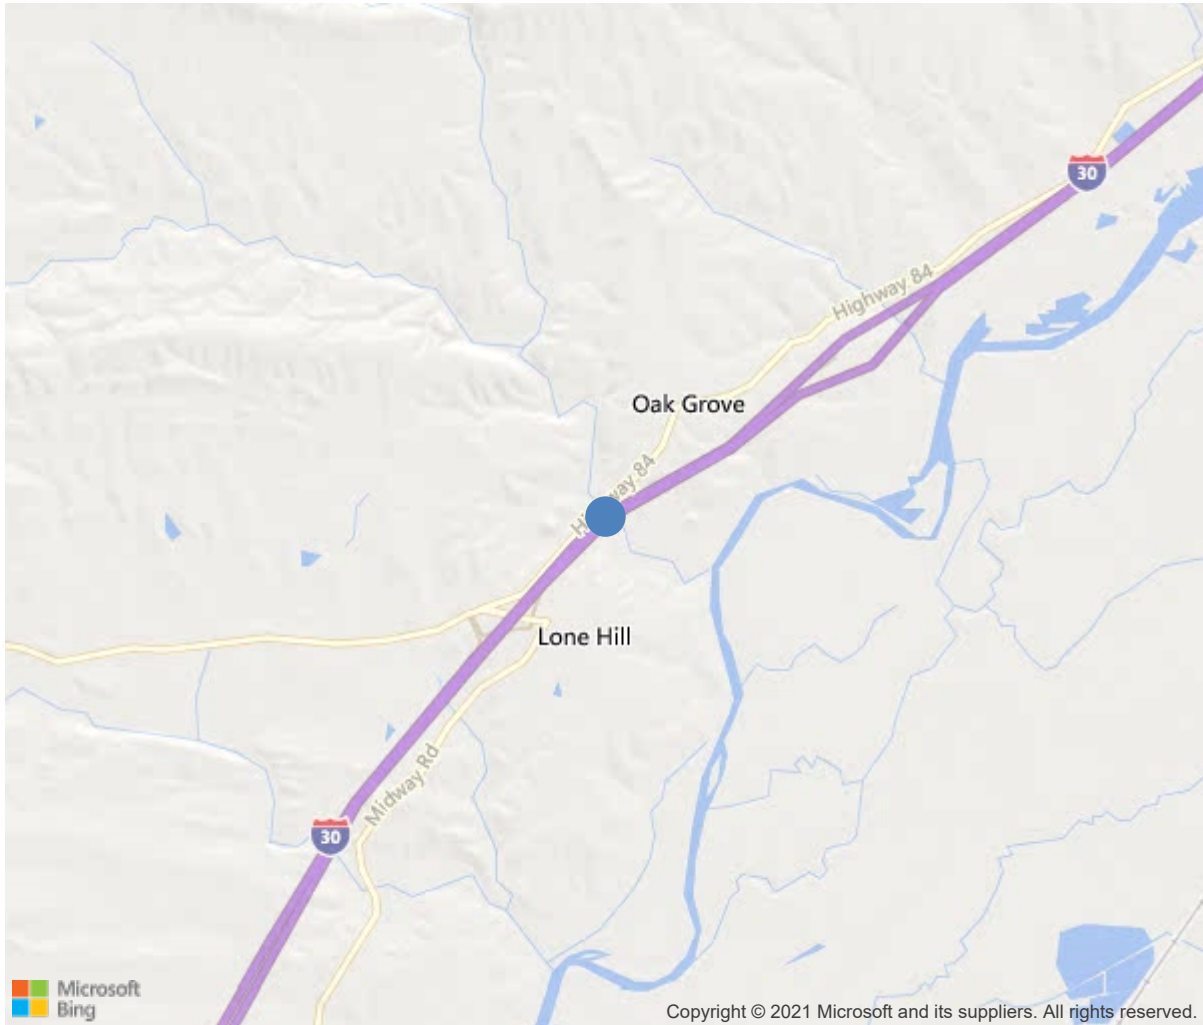 30
Highway 84
Oak Grove
way 84
Lone Hill
Midway Rd
30
Microsoft
Bing
Copyright © 2021 Microsoft and its suppliers. All rights reserved.